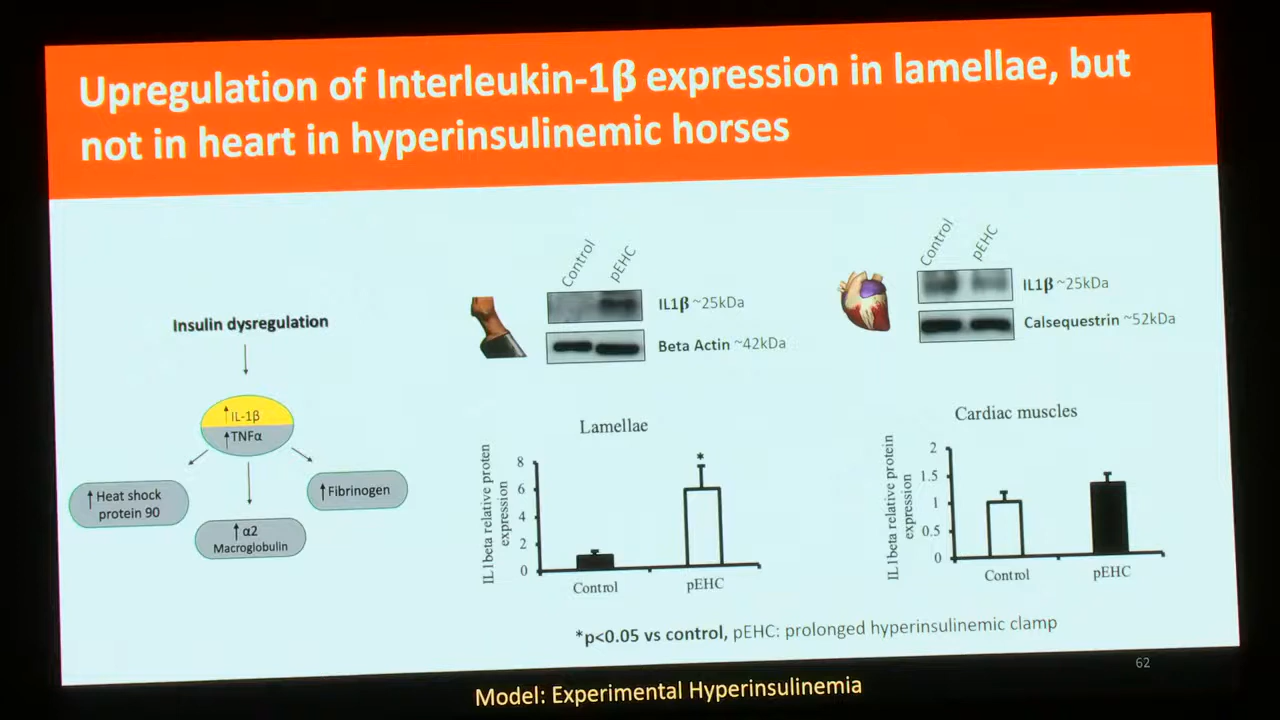 Upregulation of Interleukin-1β expression in lamellae, but
not in heart in hyperinsulinemic horses
Insulin dysregulation
↑IL-1β
↑TNFα
↑Heat shock
protein 90
↑α2
Macroglobulin
↑Fibrinogen
Control
pEHC
IL1β ~25kDa
Beta Actin ~42kDa
Control
pEHC
IL1β ~25kDa
Calsequestrin ~52kDa
Lamellae
IL1beta relative proten
expression
8
6
4
2
0
Control
pEHC
*
Cardiac muscles
IL1beta relative protein
expression
2
1.5
1
0.5
0
Control
pEHC
*p<0.05 vs control, pEHC: prolonged hyperinsulinemic clamp
62
Model: Experimental Hyperinsulinemia